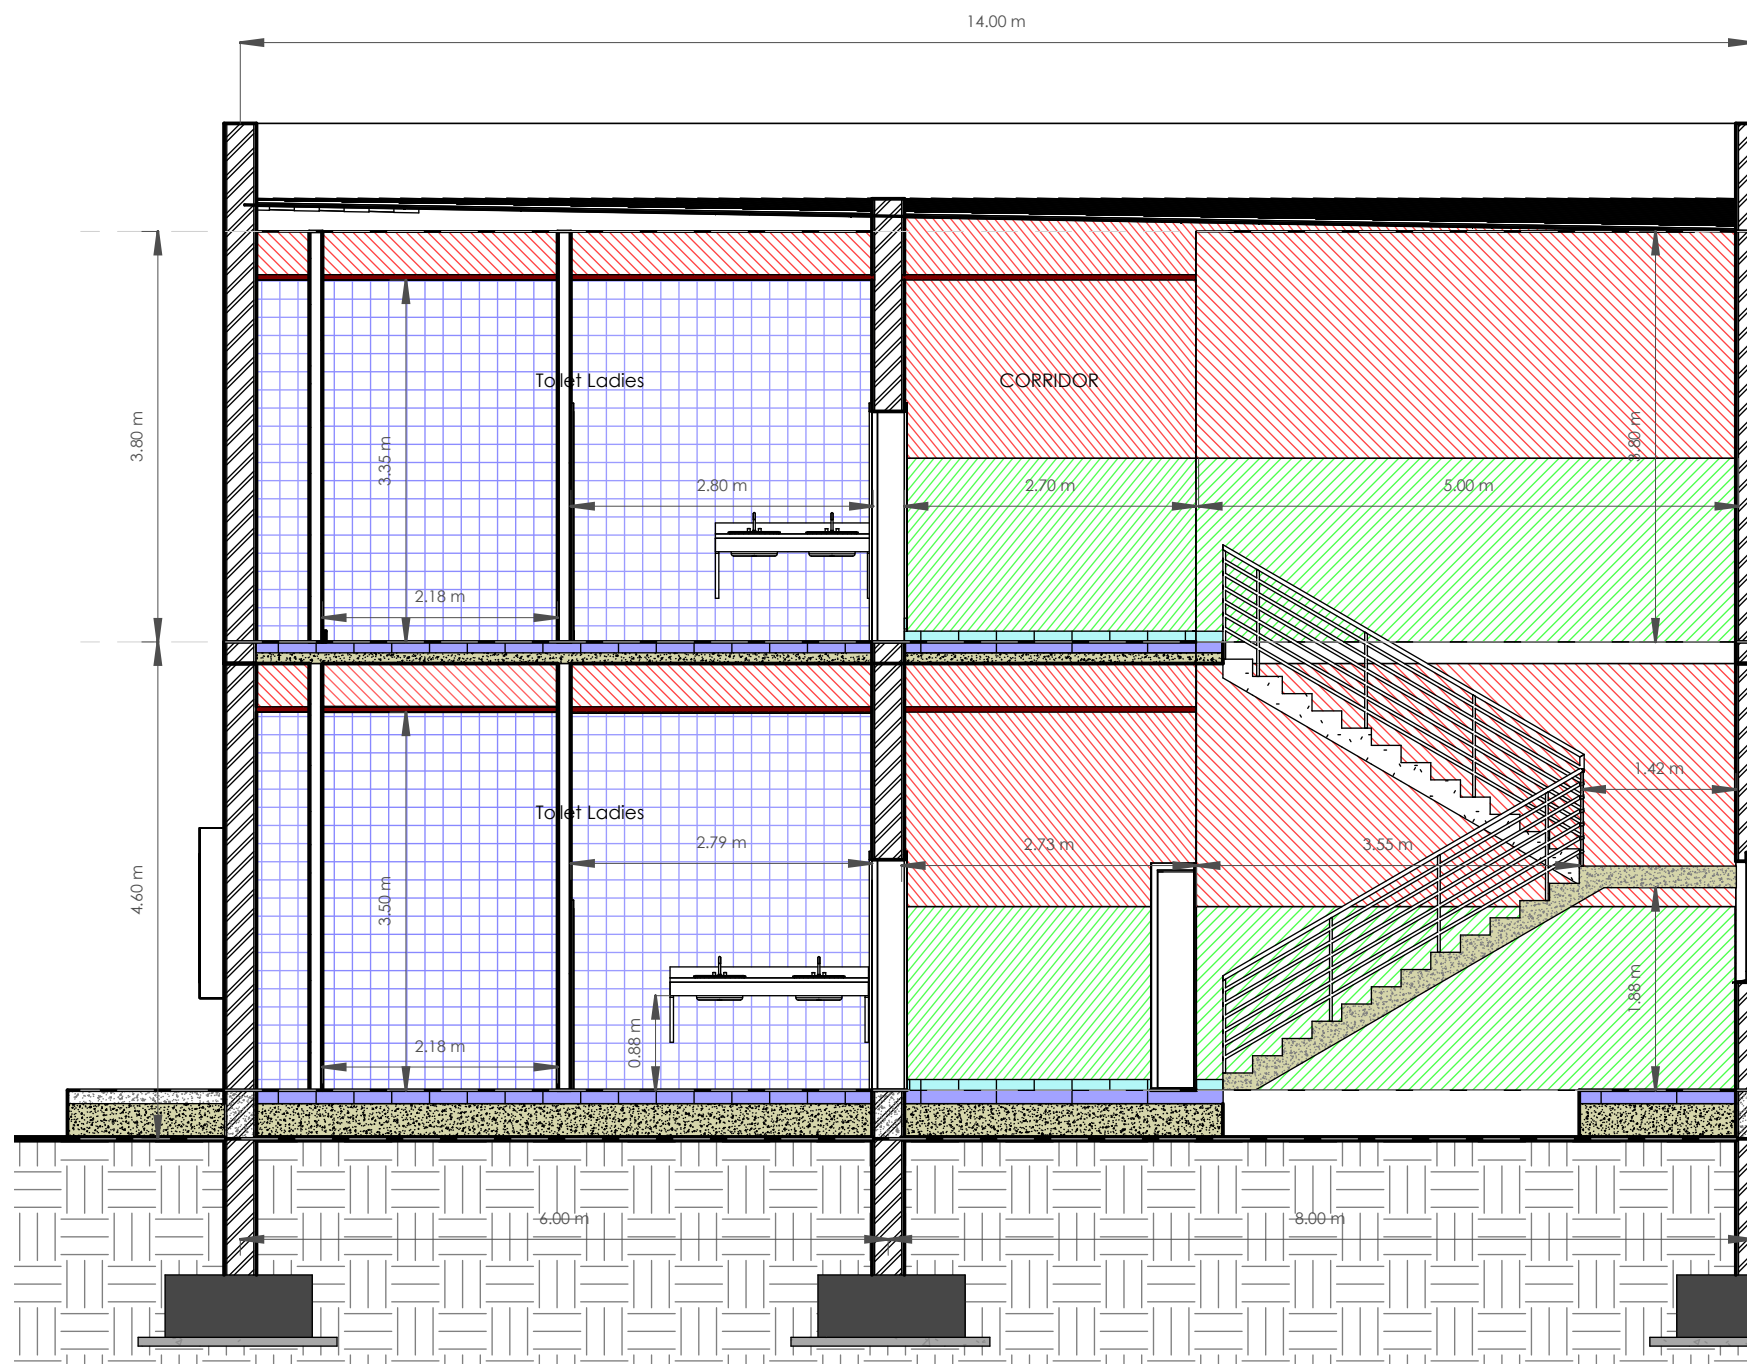 14.00 m
Toilet Ladies
CORRIDOR
3.80 m
3.35 m
3.80 m
2.80 m
2.70 m
5.00 m
2.18 m
1.42 m
Toilet Ladies
2.79 m
2.73 m
3.55 m
4.60 m
3.50 m
1.88 m
0.88 m
2.18 m
6.00 m
8.00 m